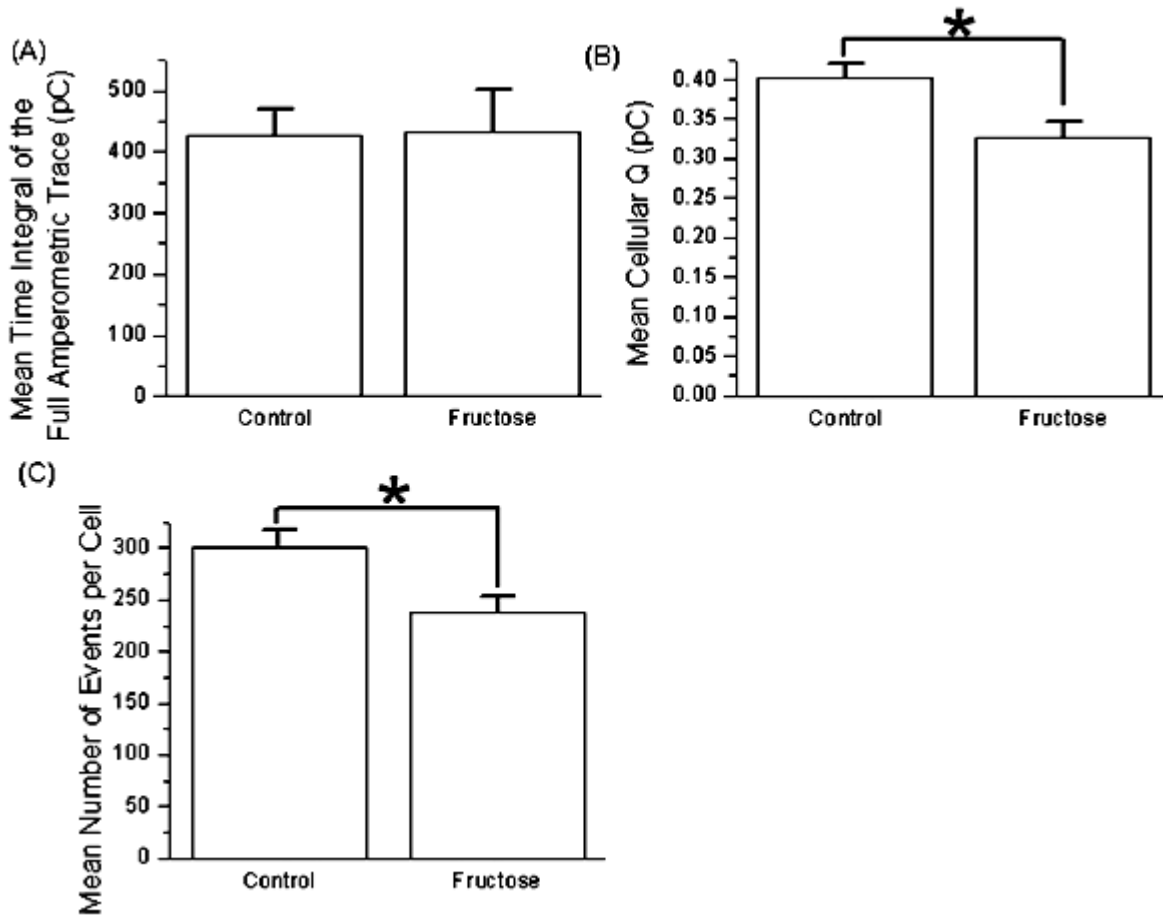 (A)
Mean Time Integral of the
Full Amperometric Trace (pC)
500
400
300
200
100
0
Control Fructose
(B)
*
Mean Cellular Q (pC)
0.40
0.35
0.30
0.25
0.20
0.15
0.10
0.05
0.00
Control Fructose
(C)
*
Mean Number of Events per Cell
300
250
200
150
100
50
0
Control Fructose